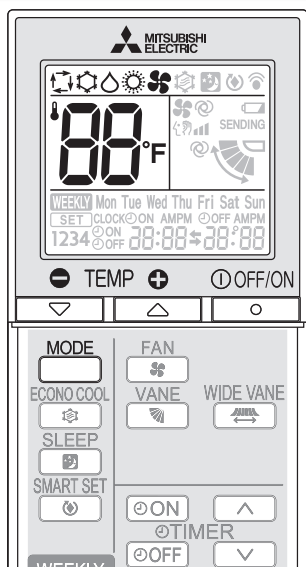 MITSUBISHI
ELECTRIC
88°F
SENDING
WEEKLY Mon Tue Wed Thu Fri Sat Sun
SET CLOCK ON AMPM OFF AMPM
1234 ON OFF 88:88 88:88
TEMP OFF/ON
MODE FAN
ECONO COOL VANE WIDE VANE
SLEEP
SMART SET
ON
TIMER
OFF
WEEKLY